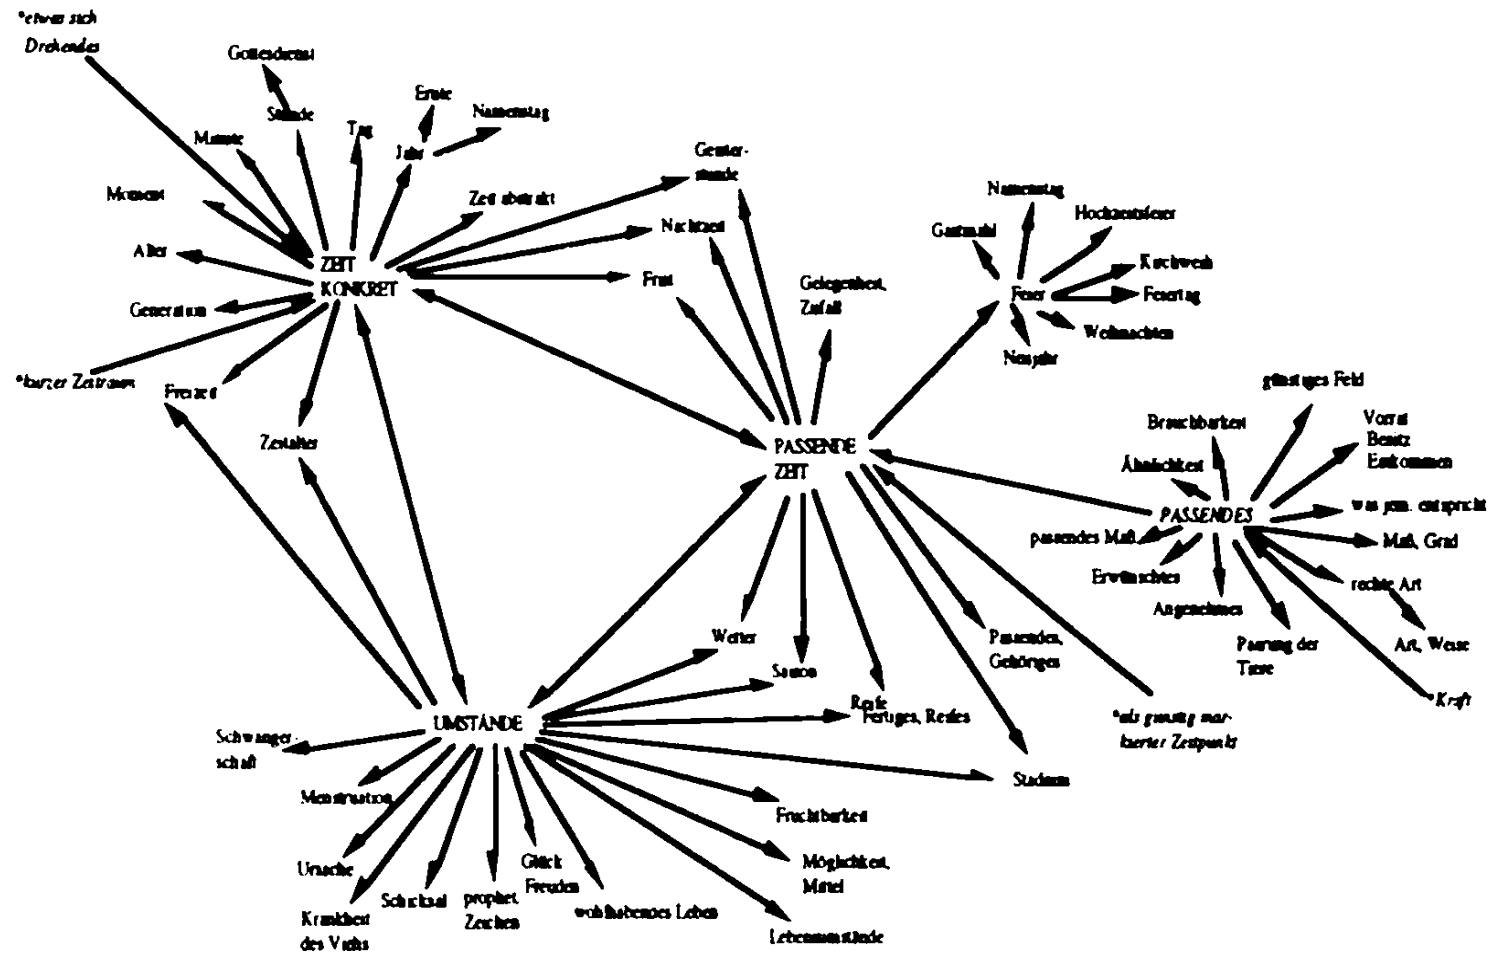 *etwas sich
Drehendes
Gottesdienst
Stunde
Minute
Moment
Alter
Generation
*kurzer Zeitraum
Freizeit
Zeitalter
Tag
Jahr
Ernte
Namenstag
Zeit abstrakt
ZEIT
KONKRET
Geister-
stunde
Nachtzeit
Frist
Gelegenheit,
Zufall
PASSENDE
ZEIT
Namenstag
Gastmahl
Hochzeitsfeier
Kirchweih
Feier
Feiertag
Weihnachten
Neujahr
günstiges Feld
Brauchbarkeit
Vorrat
Besitz
Einkommen
Ähnlichkeit
was jem. entspricht
PASSENDES
passendes Maß
Maß, Grad
Erwünschtes
rechte Art
Angenehmes
Paarung der
Tiere
Art, Weise
*Kraft
Wetter
Saison
Reife
Fertiges, Reifes
Passendes,
Gehöriges
*als günstig mar-
kierter Zeitpunkt
Stadium
UMSTÄNDE
Schwanger-
schaft
Menstruation
Ursache
Krankheit
des Viehs
Schicksal
prophet.
Zeichen
Glück
Freuden
wohlhabendes Leben
Fruchtbarkeit
Möglichkeit,
Mittel
Lebensumstände